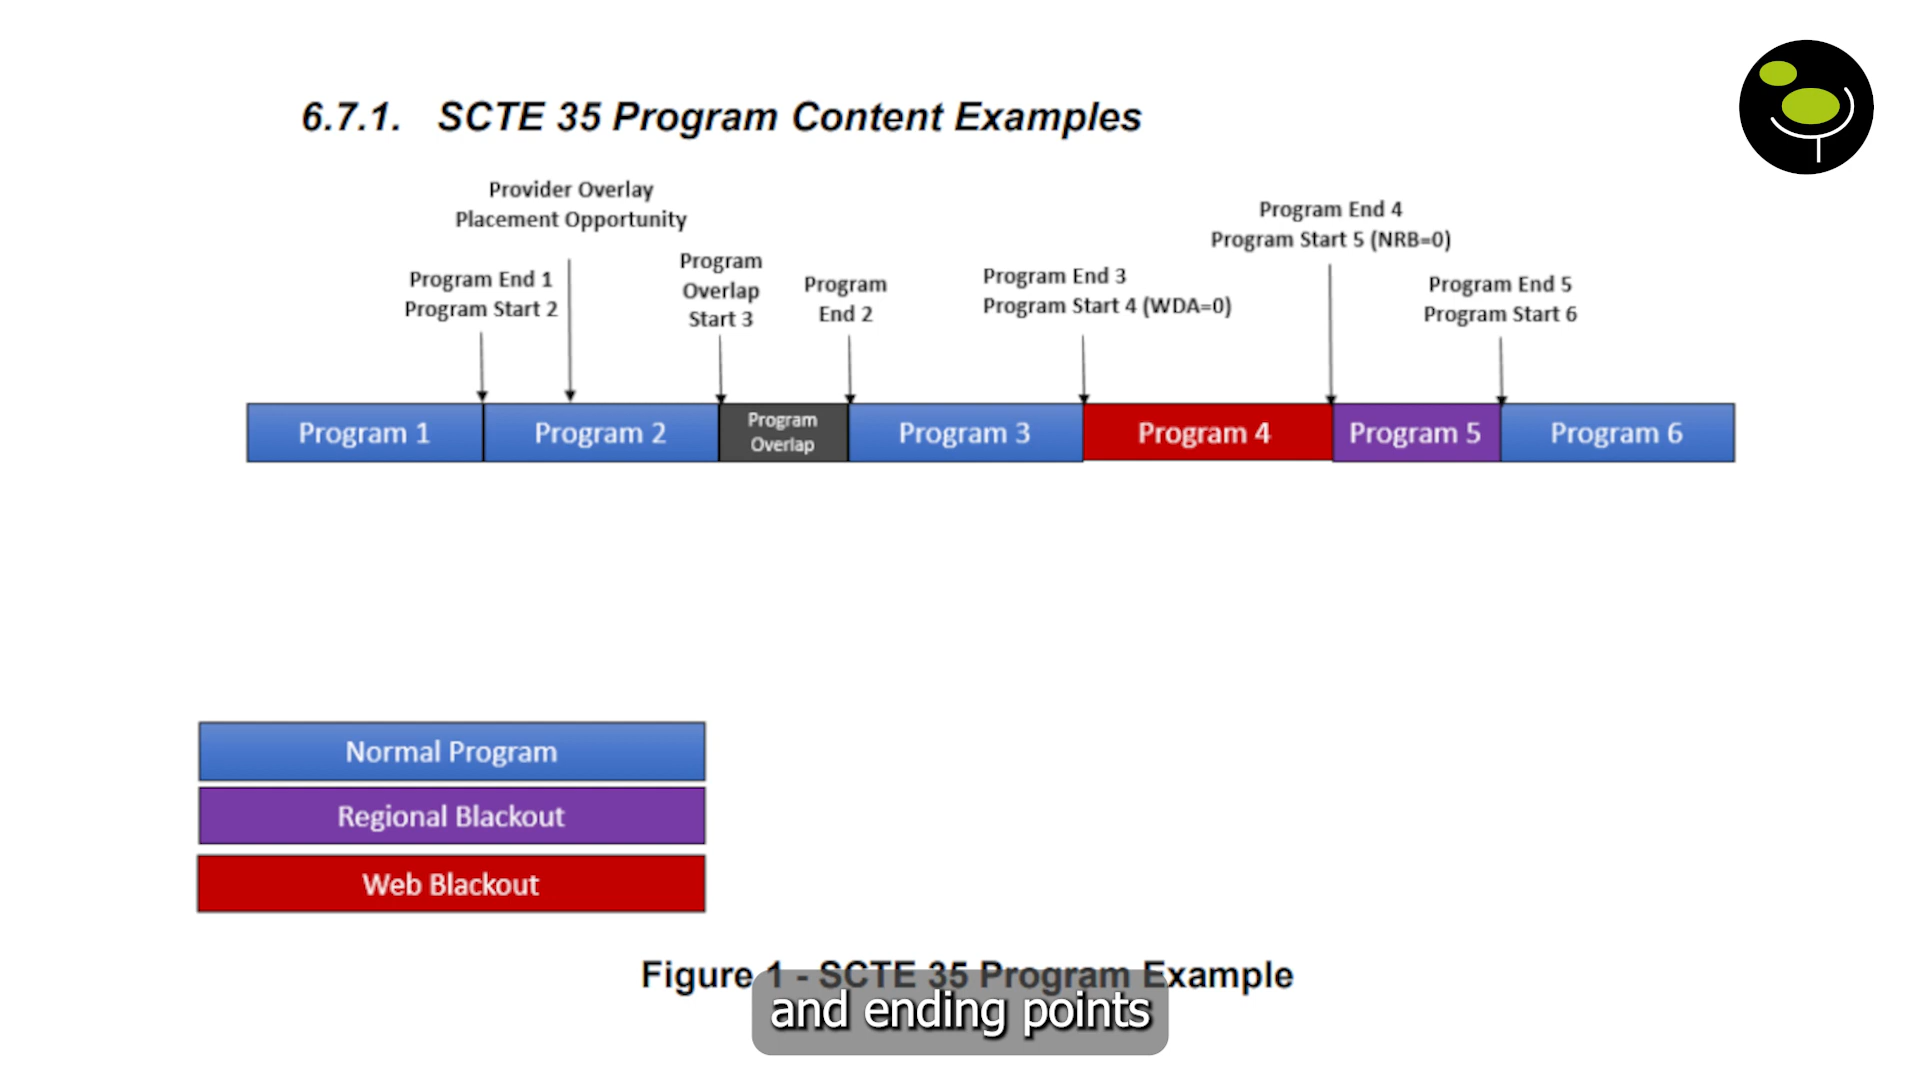 6.7.1. SCTE 35 Program Content Examples
Provider Overlay
Placement Opportunity
Program End 1
Program Start 2
Program
Overlap
Start 3
Program
End 2
Program End 3
Program Start 4 (WDA=0)
Program End 4
Program Start 5 (NRB=0)
Program End 5
Program Start 6
Program 1
Program 2
Program
Overlap
Program 3
Program 4
Program 5
Program 6
Normal Program
Regional Blackout
Web Blackout
Figure 1 - SCTE 35 Program Example
and ending points